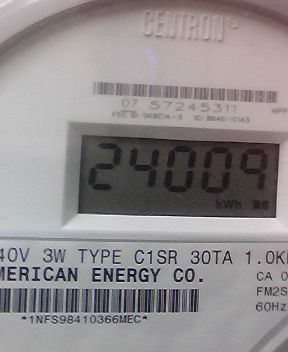 CENTRON
07 57245311
24009
kWh
40V 3W TYPE C1SR 30TA 1.0K
MERICAN ENERGY CO.
CA 0
FM2S
60Hz
*1NFS98410366MEC*